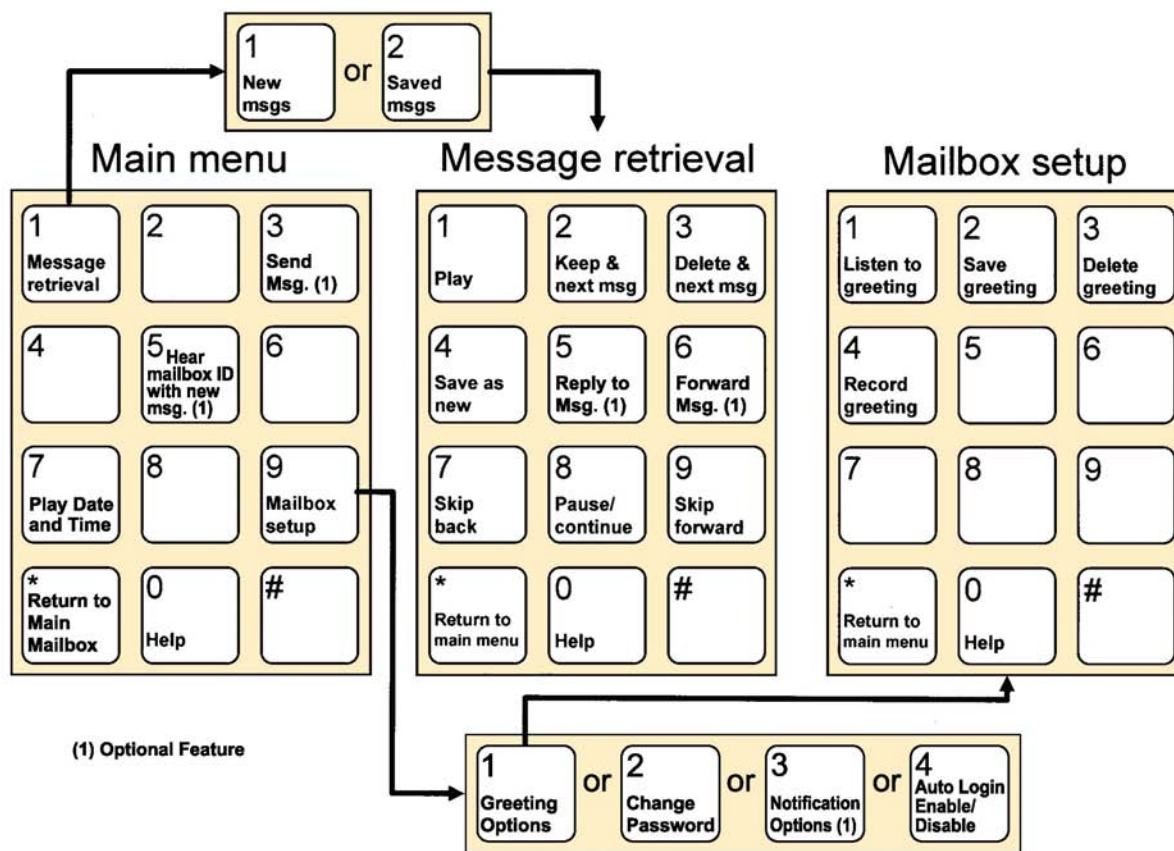 1
New
msgs
or
2
Saved
msgs
Main menu
1
Message
retrieval
2
3
Send
Msg. (1)
4
5 Hear
mailbox ID
with new
msg. (1)
6
7
Play Date
and Time
8
9
Mailbox
setup
*
Return to
Main
Mailbox
0
Help
#
Message retrieval
1
Play
2
Keep &
next msg
3
Delete &
next msg
4
Save as
new
5
Reply to
Msg. (1)
6
Forward
Msg. (1)
7
Skip
back
8
Pause/
continue
9
Skip
forward
*
Return to
main menu
0
Help
#
Mailbox setup
1
Listen to
greeting
2
Save
greeting
3
Delete
greeting
4
Record
greeting
5
6
7
8
9
*
Return to
main menu
0
Help
#
(1) Optional Feature
1
Greeting
Options
or
2
Change
Password
or
3
Notification
Options (1)
or
4
Auto Login
Enable/
Disable